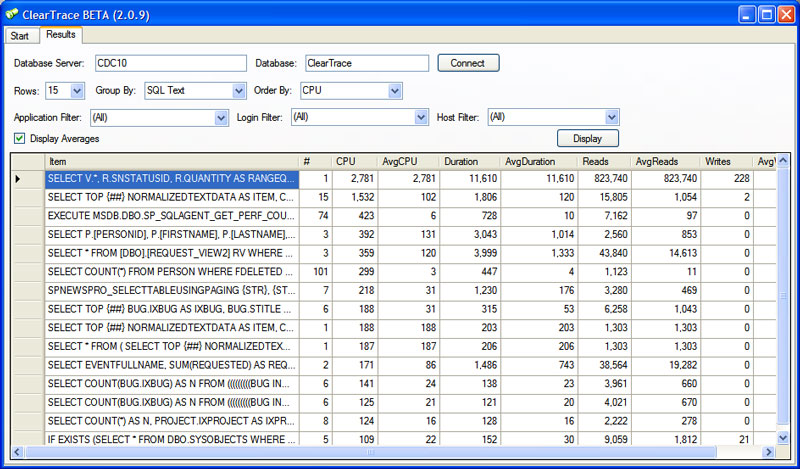 ClearTrace BETA (2.0.9)
Start Results
Database Server: CDC10 Database: ClearTrace Connect
Rows: 15 Group By: SQL Text Order By: CPU
Application Filter: (All) Login Filter: (All) Host Filter: (All)
Display Averages Display
Item # CPU AvgCPU Duration AvgDuration Reads AvgReads Writes AvgV
SELECT V.*, R.SNSTATUSID, R.QUANTITY AS RANGEQ... 1 2,781 2,781 11,610 11,610 823,740 823,740 228
SELECT TOP {##} NORMALIZEDTEXTDATA AS ITEM, C... 15 1,532 102 1,806 120 15,805 1,054 2
EXECUTE MSDB.DBO.SP_SQLAGENT_GET_PERF_COU... 74 423 6 728 10 7,162 97 0
SELECT P.[PERSONID], P.[FIRSTNAME], P.[LASTNAME],... 3 392 131 3,043 1,014 2,560 853 0
SELECT * FROM [DBO].[REQUEST_VIEW2] RV WHERE ... 3 359 120 3,999 1,333 43,840 14,613 0
SELECT COUNT(*) FROM PERSON WHERE FDELETED ... 101 299 3 447 4 1,123 11 0
SPNEWSPRO_SELECTTABLEUSINGPAGING {STR}, {ST... 7 218 31 1,230 176 3,280 469 0
SELECT TOP {##} BUG.IXBUG AS IXBUG, BUG.STITLE ... 6 188 31 315 53 6,258 1,043 0
SELECT TOP {##} NORMALIZEDTEXTDATA AS ITEM, C... 1 188 188 203 203 1,303 1,303 0
SELECT * FROM ( SELECT TOP {##} NORMALIZEDTEXT... 1 187 187 206 206 1,303 1,303 0
SELECT EVENTFULLNAME, SUM(REQUESTED) AS REQ... 2 171 86 1,486 743 38,564 19,282 0
SELECT COUNT(BUG.IXBUG) AS N FROM (((((((((BUG IN... 6 141 24 138 23 3,961 660 0
SELECT COUNT(BUG.IXBUG) AS N FROM (((((((((BUG IN... 6 125 21 121 20 4,021 670 0
SELECT COUNT(*) AS N, PROJECT.IXPROJECT AS IXPR... 8 124 16 128 16 2,222 278 0
IF EXISTS (SELECT * FROM DBO.SYSOBJECTS WHERE ... 5 109 22 152 30 9,059 1,812 21